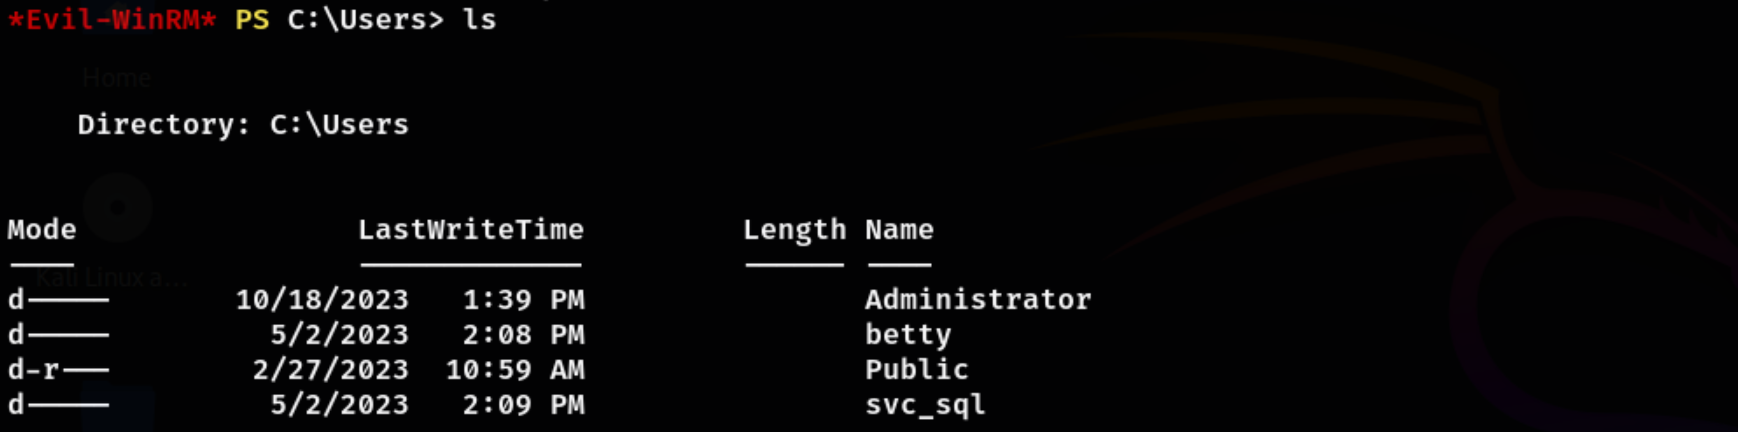 *Evil-WinRM* PS C:\Users> ls
Home
Directory: C:\Users
Mode LastWriteTime Length Name
---- ------------- ------ ----
Kali Linux a...
d----- 10/18/2023 1:39 PM Administrator
d----- 5/2/2023 2:08 PM betty
d-r--- 2/27/2023 10:59 AM Public
d----- 5/2/2023 2:09 PM svc_sql